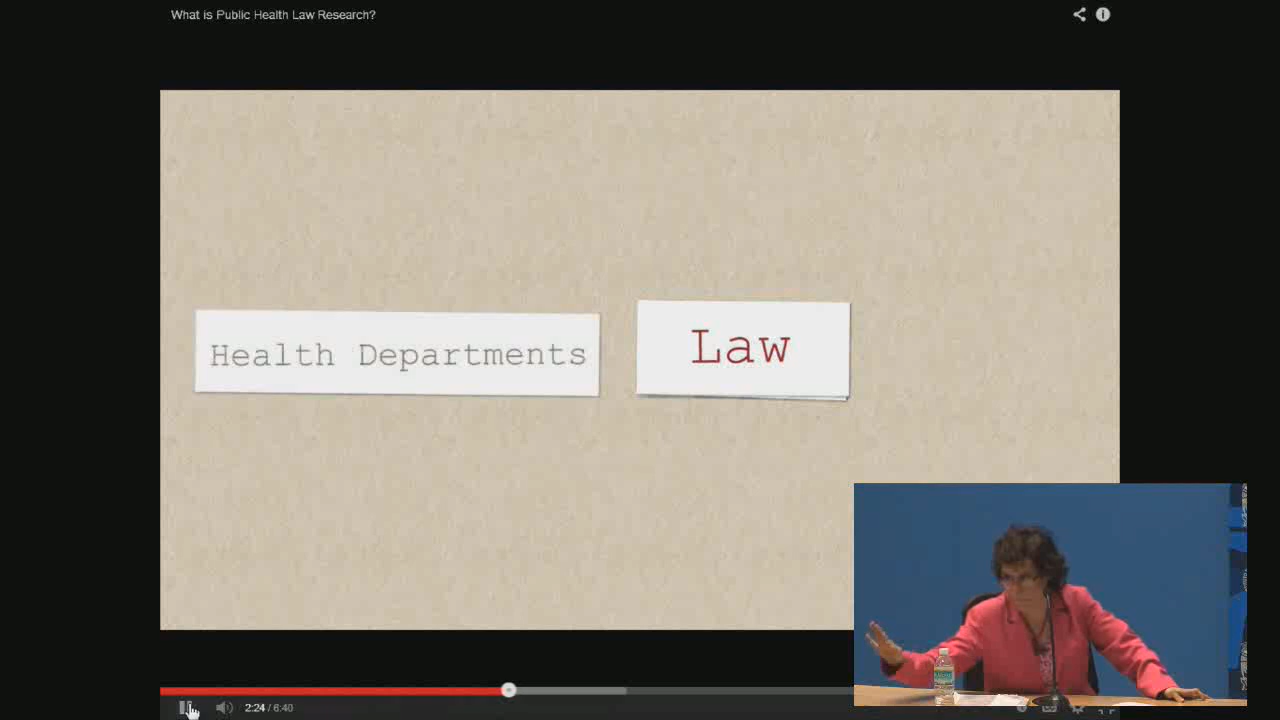 What is Public Health Law Research?
Health Departments
Law
2:24 / 6:40